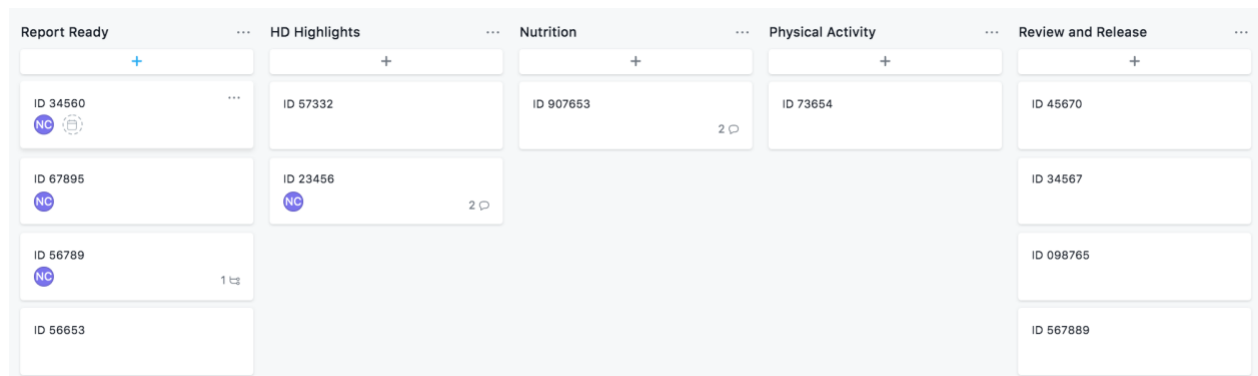 Report Ready ...
+
ID 34560 ...
NC
ID 67895
NC
ID 56789
NC
1
ID 56653
HD Highlights ...
+
ID 57332
ID 23456
NC
2
Nutrition ...
+
ID 907653
2
Physical Activity ...
+
ID 73654
Review and Release ...
+
ID 45670
ID 34567
ID 098765
ID 567889